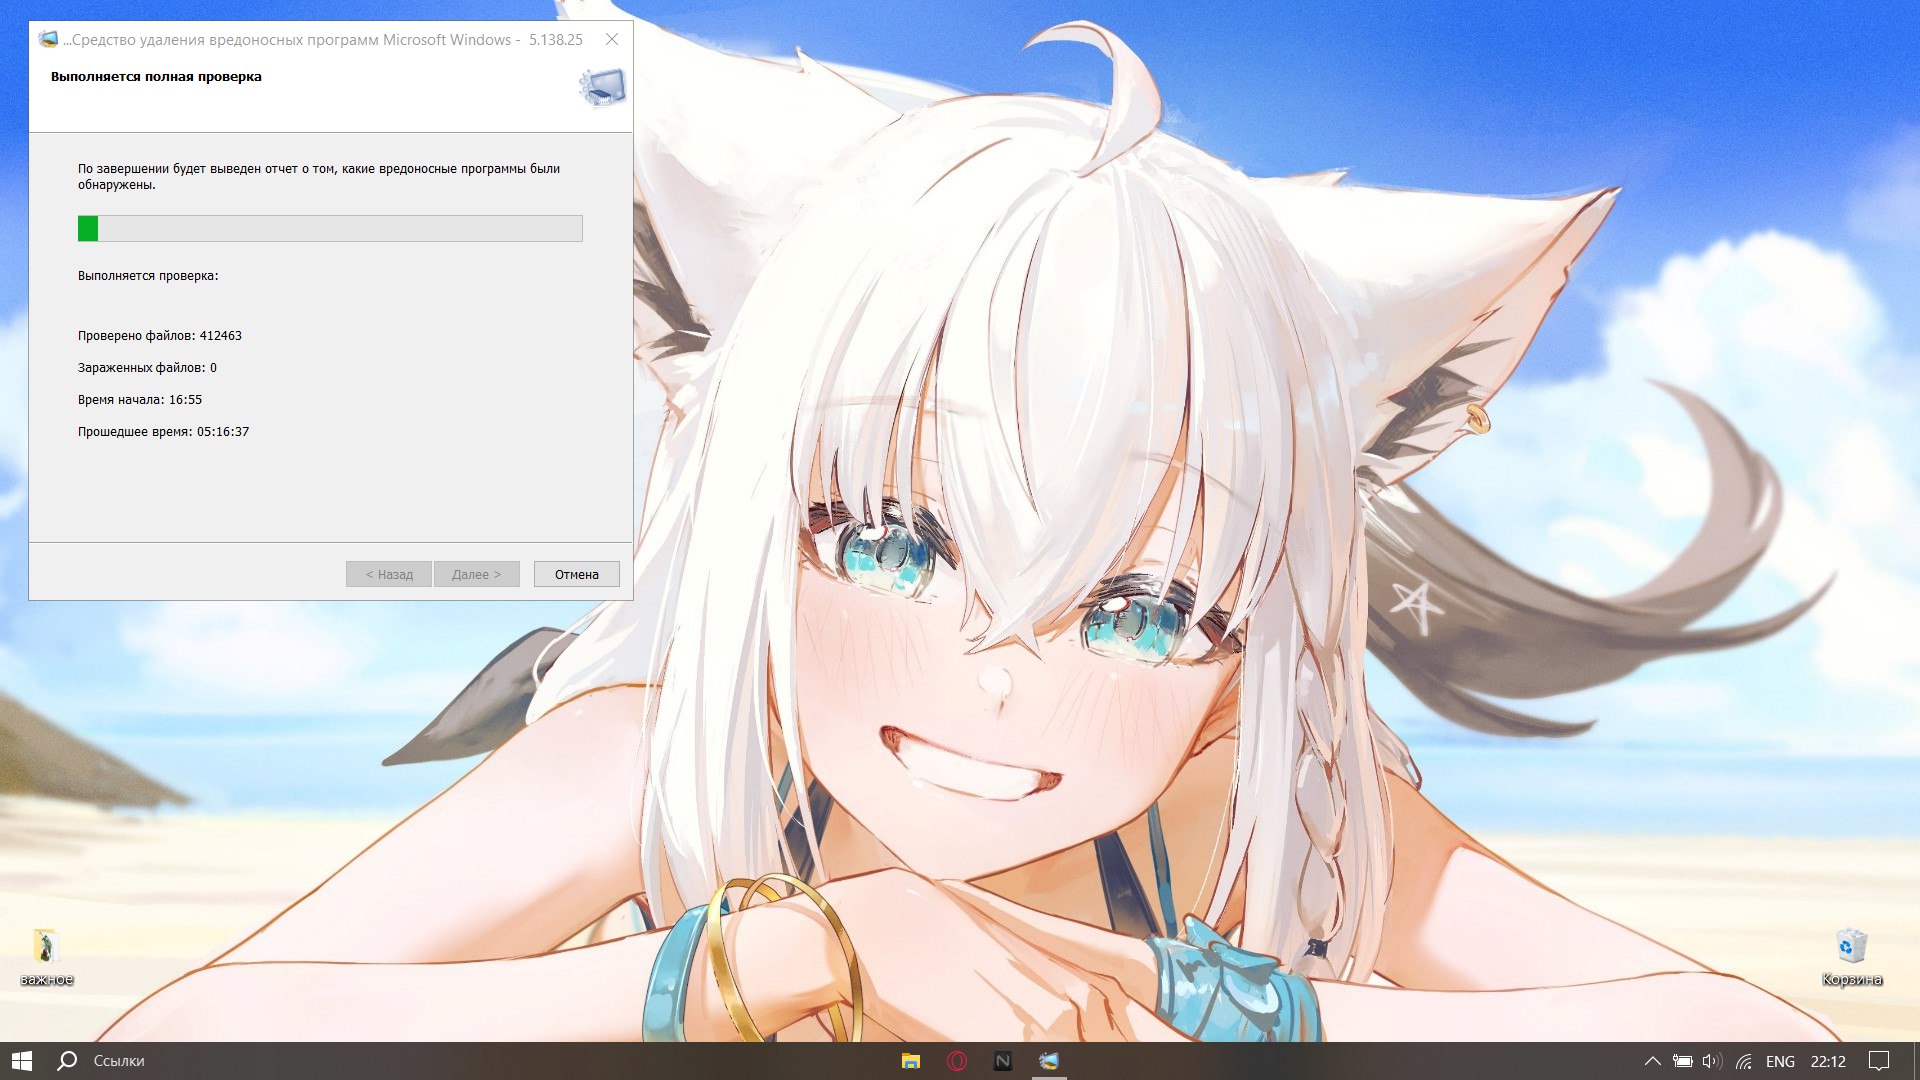 ...Средство удаления вредоносных программ Microsoft Windows - 5.138.25
Выполняется полная проверка
По завершении будет выведен отчет о том, какие вредоносные программы были
обнаружены.
Выполняется проверка:
Проверено файлов: 412463
Зараженных файлов: 0
Время начала: 16:55
Прошедшее время: 05:16:37
< Назад
Далее >
Отмена
важное
Корзина
Ссылки
N
ENG
22:12